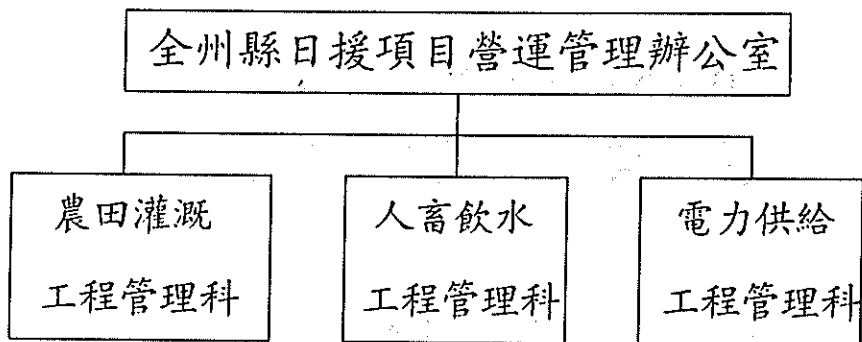 全州縣日援項目營運管理辦公室
農田灌溉
工程管理科
人畜飲水
工程管理科
電力供給
工程管理科